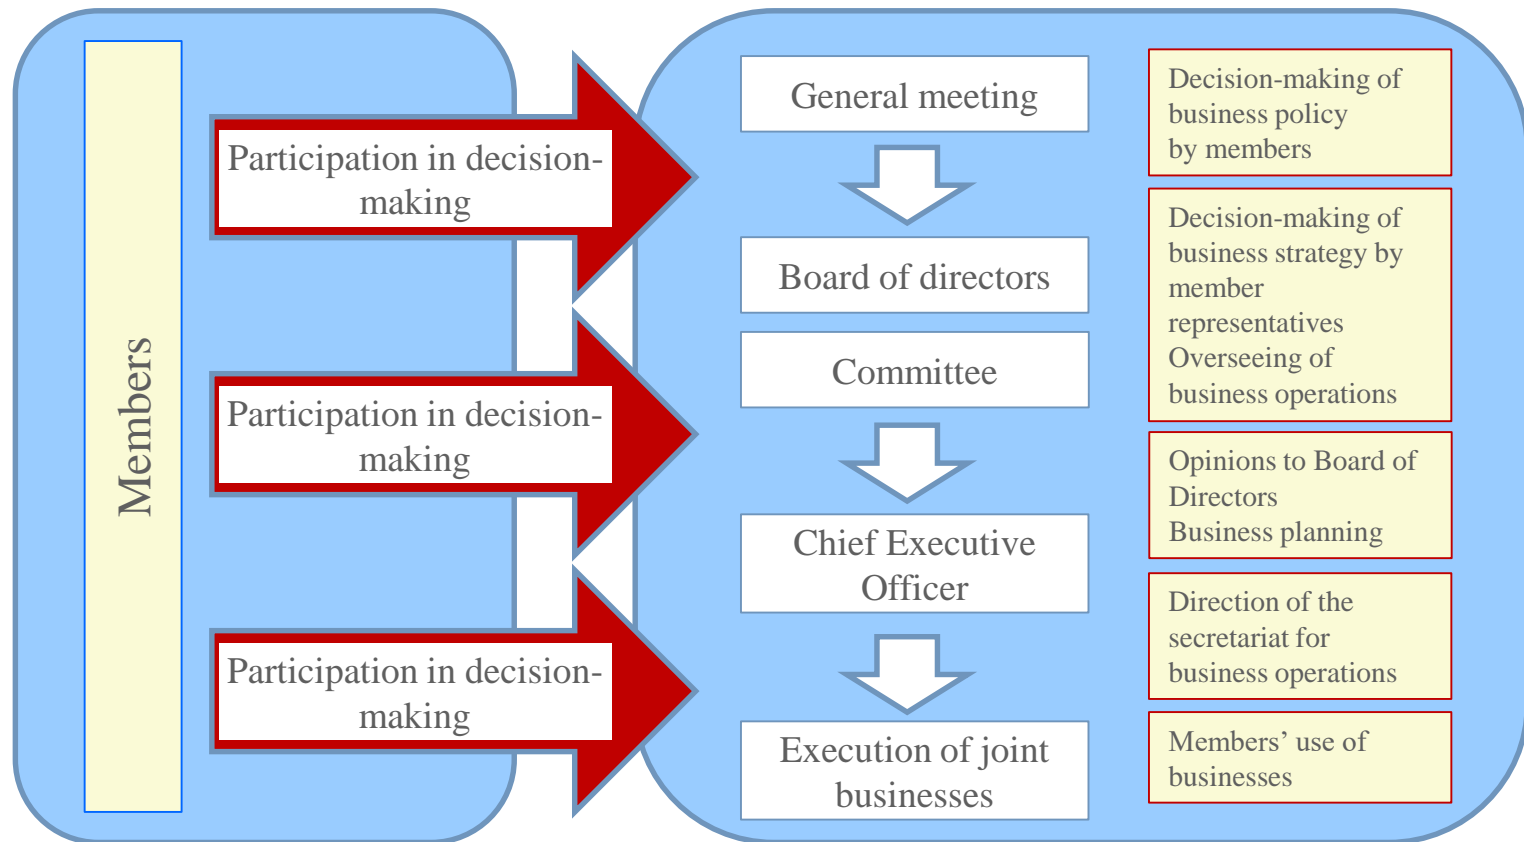 Members
Participation in decision-
making
Participation in decision-
making
Participation in decision-
making
General meeting
Board of directors
Committee
Chief Executive
Officer
Execution of joint
businesses
Decision-making of
business policy
by members
Decision-making of
business strategy by
member
representatives
Overseeing of
business operations
Opinions to Board of
Directors
Business planning
Direction of the
secretariat for
business operations
Members’ use of
businesses